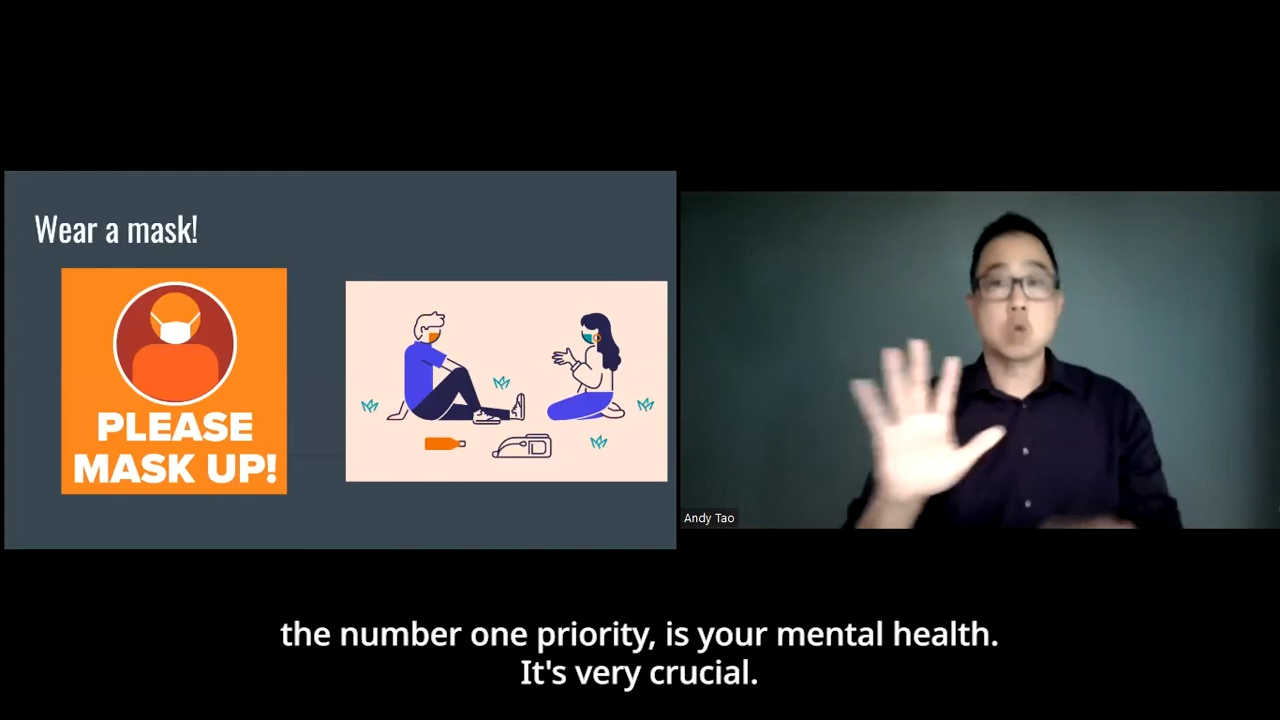 Wear a mask!
PLEASE
MASK UP!
Andy Tao
the number one priority, is your mental health.
It's very crucial.